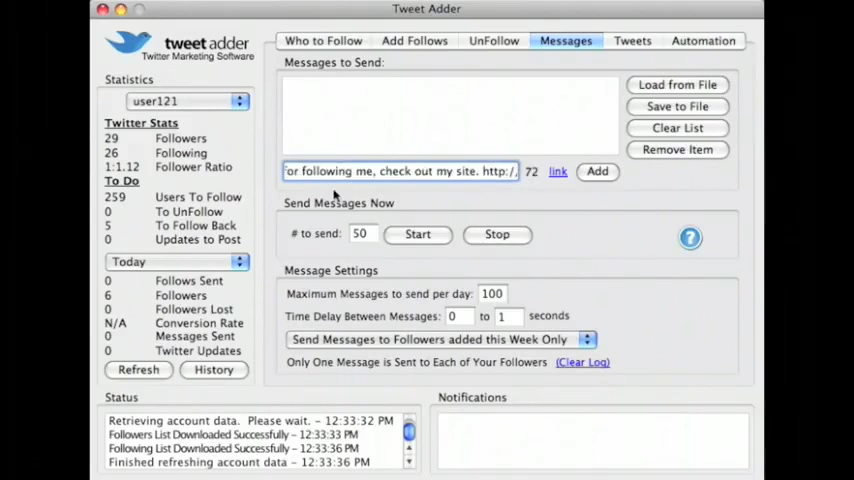 Tweet Adder
tweet adder
Twitter Marketing Software
Who to Follow
Add Follows
UnFollow
Messages
Tweets
Automation
Statistics
user121
Twitter Stats
29 Followers
26 Following
1:1.12 Follower Ratio
To Do
259 Users To Follow
0 To UnFollow
5 To Follow Back
0 Updates to Post
Today
0 Follows Sent
6 Followers
0 Followers Lost
N/A Conversion Rate
0 Messages Sent
0 Twitter Updates
Refresh
History
Messages to Send:
Load from File
Save to File
Clear List
Remove Item
for following me, check out my site. http:/, 72 link Add
Send Messages Now
# to send: 50 Start Stop
?
Message Settings
Maximum Messages to send per day: 100
Time Delay Between Messages: 0 to 1 seconds
Send Messages to Followers added this Week Only
Only One Message is Sent to Each of Your Followers (Clear Log)
Status
Retrieving account data. Please wait. - 12:33:32 PM
Followers List Downloaded Successfully - 12:33:33 PM
Following List Downloaded Successfully - 12:33:36 PM
Finished refreshing account data - 12:33:36 PM
Notifications